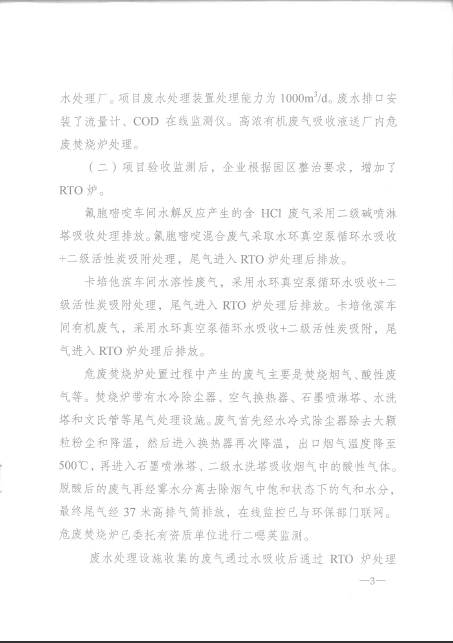 水处理厂。项目废水处理装置处理能力为 1000m³/d。废水排口安
装了流量计、COD 在线监测仪。高浓有机废气吸收液送厂内危
废焚烧炉处理。
（二）项目验收监测后，企业根据园区整治要求，增加了
RTO 炉。
氟胞嘧啶车间水解反应产生的含 HCl 废气采用二级碱喷淋
塔吸收处理排放。氟胞嘧啶混合废气采取水环真空泵循环水吸收
+二级活性炭吸附处理，尾气进入 RTO 炉处理后排放。
卡培他滨车间水溶性废气，采用水环真空泵循环水吸收+二
级活性炭吸附处理，尾气进入 RTO 炉处理后排放。卡培他滨车
间有机废气，采用水环真空泵循环水吸收+二级活性炭吸附，尾
气进入 RTO 炉处理后排放。
危废焚烧炉处置过程中产生的废气主要是焚烧烟气、酸性废
气等。焚烧炉带有水冷除尘器、空气换热器、石墨喷淋塔、水洗
塔和文氏管等尾气处理设施。废气首先经水冷式除尘器除去大颗
粒粉尘和降温，然后进入换热器再次降温，出口烟气温度降至
500℃，再进入石墨喷淋塔、二级水洗塔吸收烟气中的酸性气体。
脱酸后的废气再经雾水分离去除烟气中饱和状态下的气和水分，
最终尾气经 37 米高排气筒排放，在线监控已与环保部门联网。
危废焚烧炉已委托有资质单位进行二噁英监测。
废水处理设施收集的废气通过水吸收后通过 RTO 炉处理
—3—